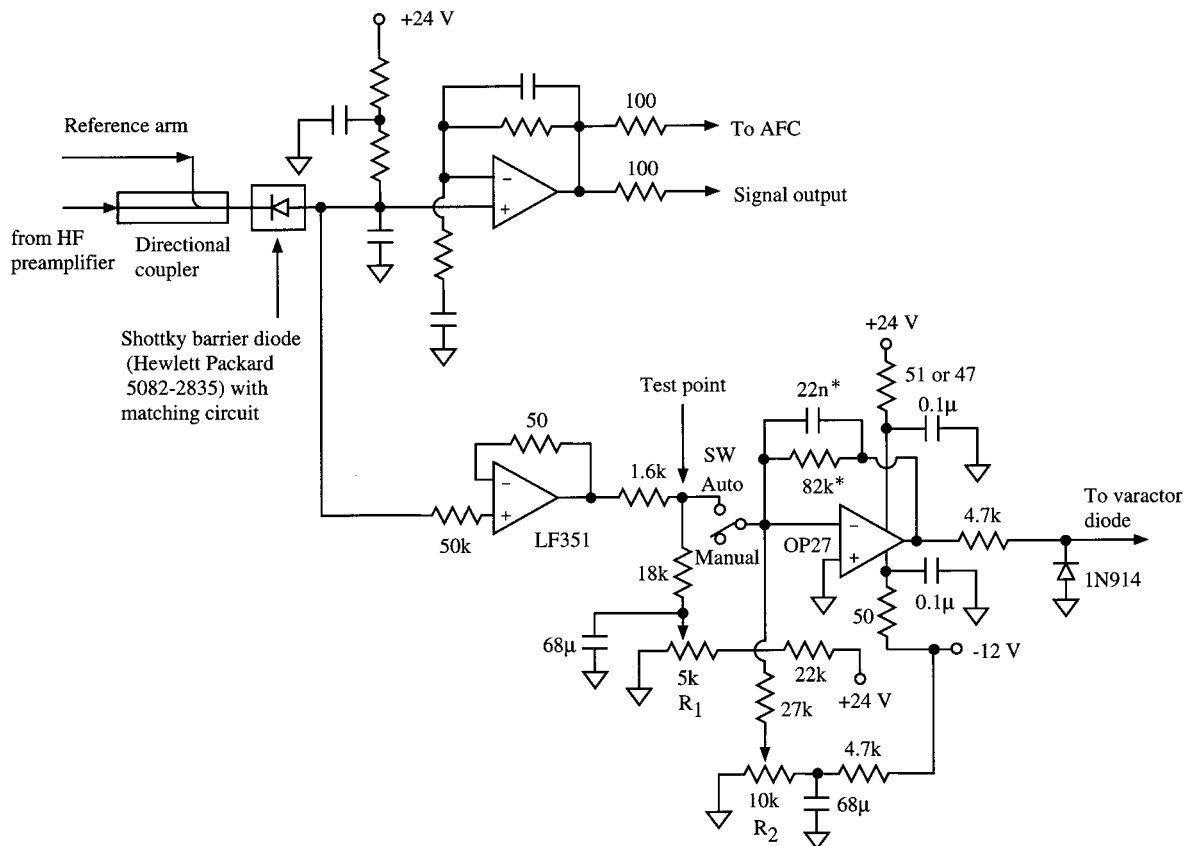 +24 V
Reference arm
100
To AFC
100
Signal output
from HF
preamplifier
Directional
coupler
Shottky barrier diode
(Hewlett Packard
5082-2835) with
matching circuit
−
+
+24 V
51 or 47
0.1μ
Test point
22n*
82k*
50
1.6k
SW
Auto
Manual
−
+
50k
LF351
18k
OP27
−
+
4.7k
To varactor
diode
1N914
0.1μ
50
-12 V
68μ
5k
R1
22k
+24 V
27k
4.7k
10k
R2
68μ